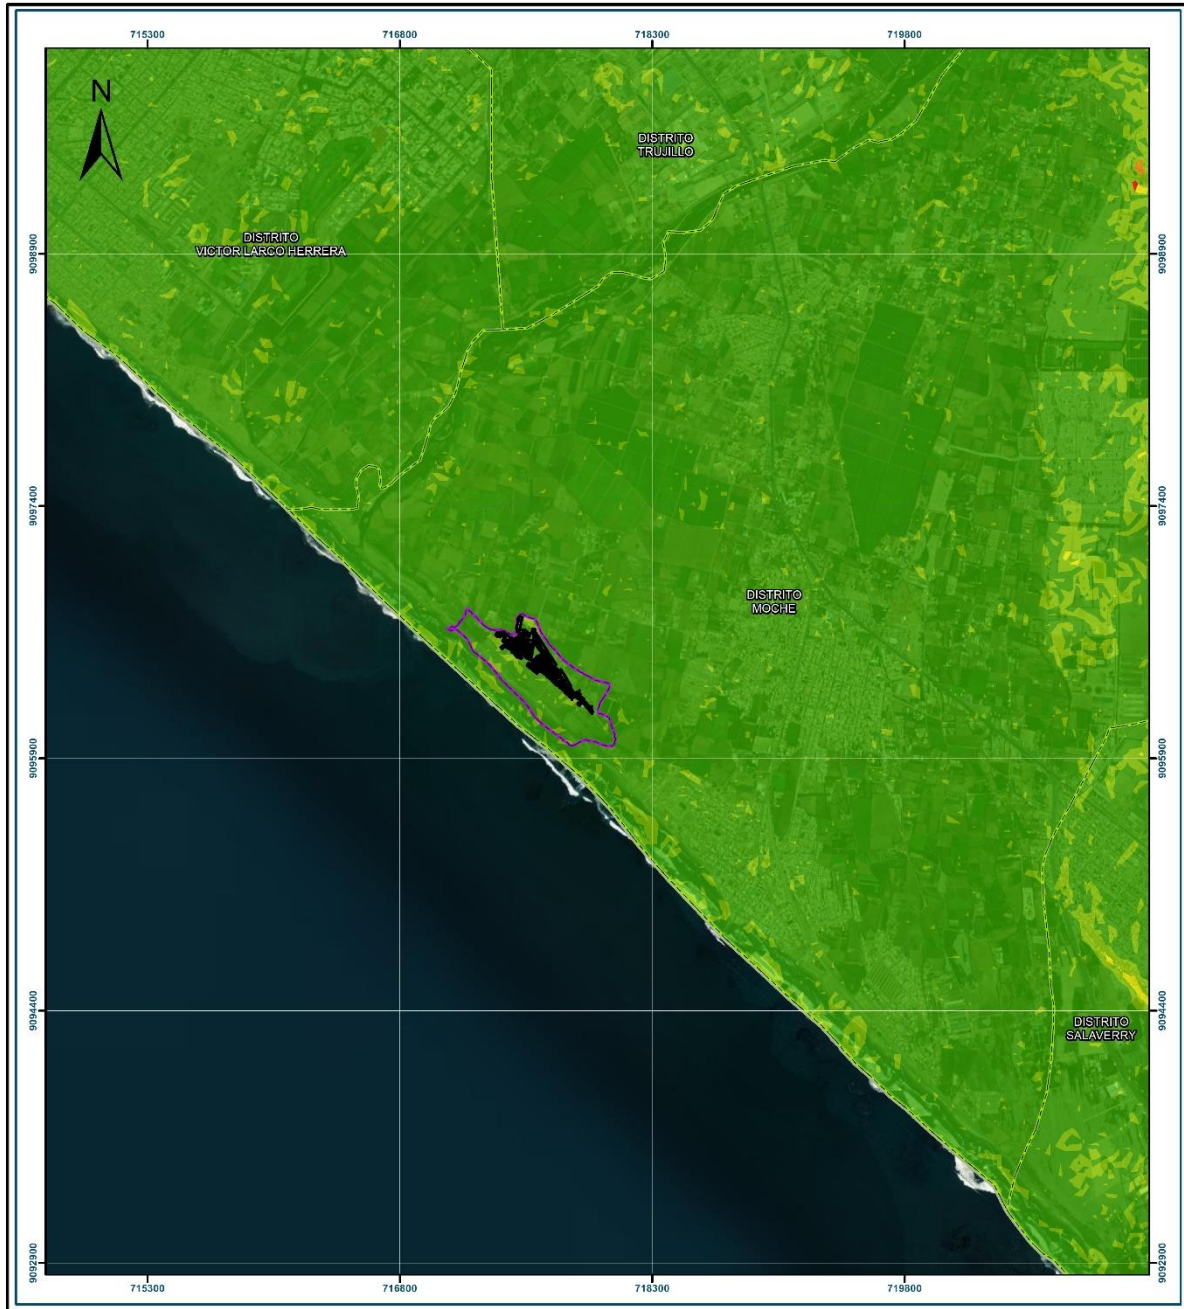 715300
716800
718300
719800
N
DISTRITO
TRUJILLO
DISTRITO
VICTOR LARCO HERRERA
9098900
9098900
9097400
9097400
DISTRITO
MOCHE
9095900
9095900
9094400
9094400
DISTRITO
SALAVERRY
9092900
9092900
715300
716800
718300
719800